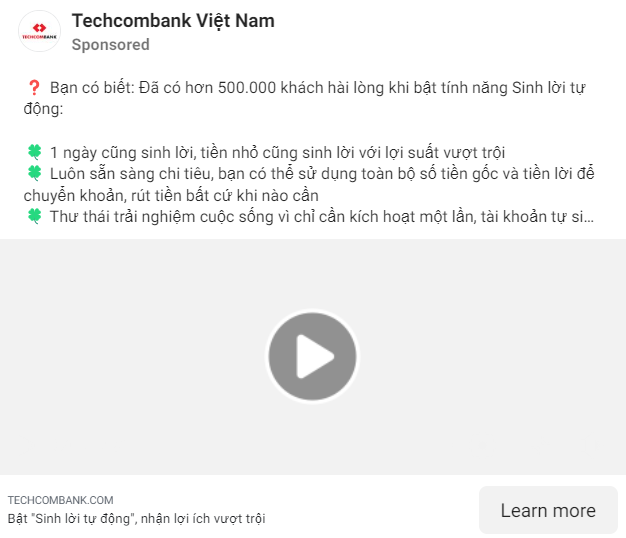 Techcombank Việt Nam
TECHCOMBANK
Sponsored
❓ Bạn có biết: Đã có hơn 500.000 khách hài lòng khi bật tính năng Sinh lời tự
động:
🍀 1 ngày cũng sinh lời, tiền nhỏ cũng sinh lời với lợi suất vượt trội
🍀 Luôn sẵn sàng chi tiêu, bạn có thể sử dụng toàn bộ số tiền gốc và tiền lời để
chuyển khoản, rút tiền bất cứ khi nào cần
🍀 Thư thái trải nghiệm cuộc sống vì chỉ cần kích hoạt một lần, tài khoản tự si...
TECHCOMBANK.COM
Bật "Sinh lời tự động", nhận lợi ích vượt trội
Learn more